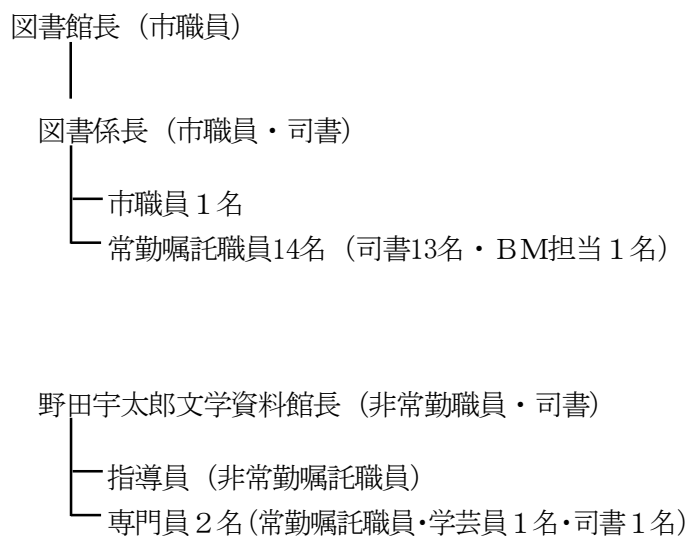 図書館長（市職員）
図書係長（市職員・司書）
市職員１名
常勤嘱託職員14名（司書13名・ＢＭ担当１名）
野田宇太郎文学資料館長（非常勤職員・司書）
指導員（非常勤嘱託職員）
専門員２名(常勤嘱託職員･学芸員１名･司書１名)